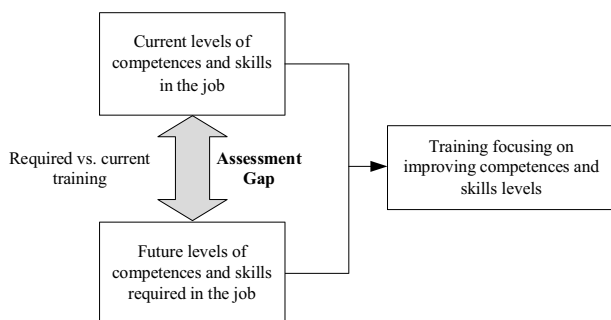 Current levels of
competences and skills
in the job
Required vs. current
training
Assessment
Gap
Training focusing on
improving competences and
skills levels
Future levels of
competences and skills
required in the job